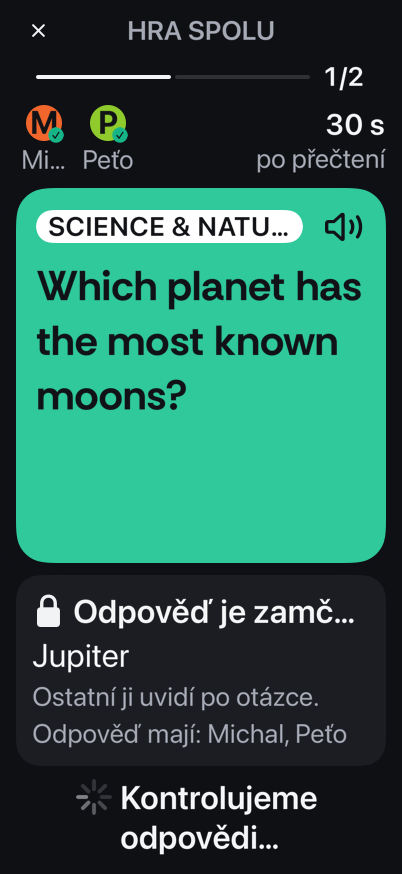 HRA SPOLU
1/2
M P
Mi... Peťo
30 s
po přečtení
SCIENCE & NATU...
Which planet has
the most known
moons?
Odpověď je zamč...
Jupiter
Ostatní ji uvidí po otázce.
Odpověď mají: Michal, Peťo
Kontrolujeme
odpovědi...